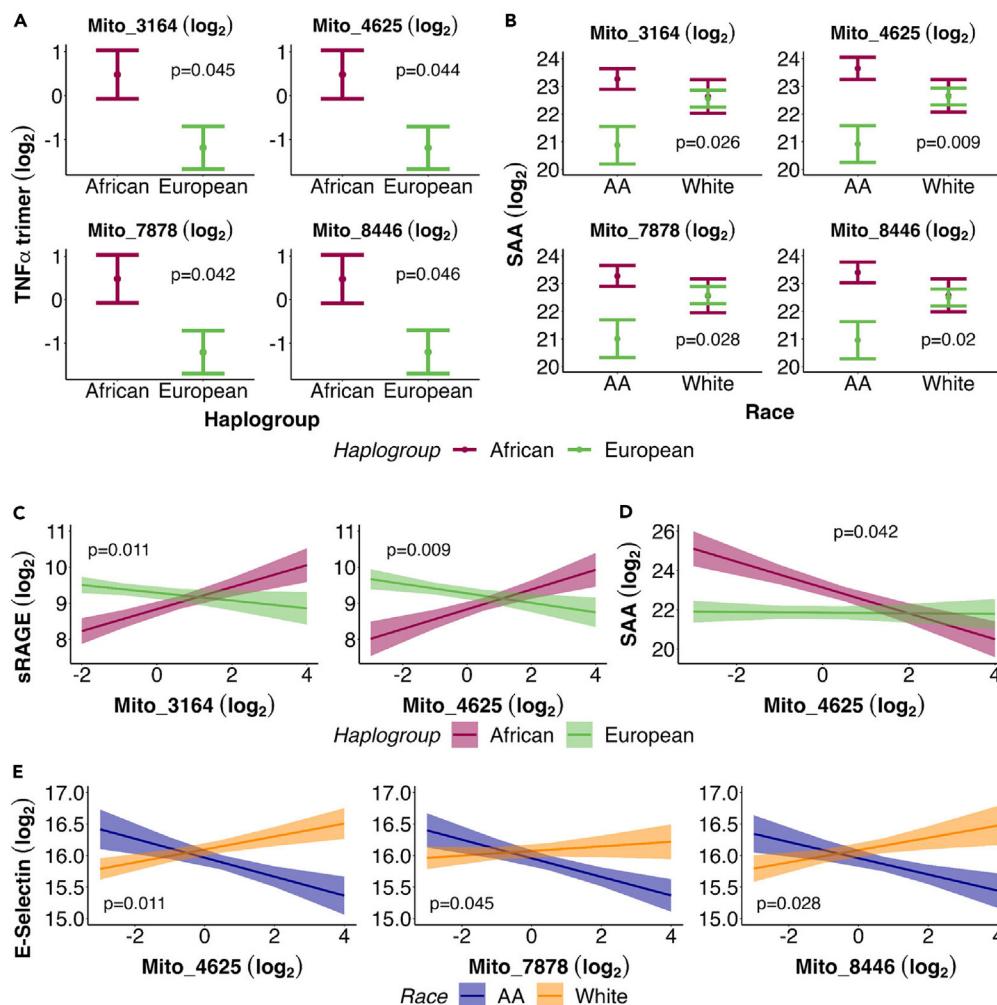 A
B
Mito_3164 (log₂)
Mito_4625 (log₂)
Mito_3164 (log₂)
Mito_4625 (log₂)
1
0
-1
p=0.045
African
European
1
0
-1
p=0.044
African
European
24
23
22
21
20
p=0.026
AA
White
24
23
22
21
20
p=0.009
AA
White
TNFα trimer (log₂)
SAA (log₂)
Mito_7878 (log₂)
Mito_8446 (log₂)
Mito_7878 (log₂)
Mito_8446 (log₂)
1
0
-1
p=0.042
African
European
1
0
-1
p=0.046
African
European
24
23
22
21
20
p=0.028
AA
White
24
23
22
21
20
p=0.02
AA
White
Haplogroup
Race
Haplogroup African European
C
D
sRAGE (log₂)
11
10
9
8
p=0.011
-2 0 2 4
Mito_3164 (log₂)
11
10
9
8
p=0.009
-2 0 2 4
Mito_4625 (log₂)
SAA (log₂)
26
24
22
20
p=0.042
-2 0 2 4
Mito_4625 (log₂)
Haplogroup African European
E
E-Selectin (log₂)
17.0
16.5
16.0
15.5
15.0
p=0.011
-2 0 2 4
Mito_4625 (log₂)
17.0
16.5
16.0
15.5
15.0
p=0.045
-2 0 2 4
Mito_7878 (log₂)
17.0
16.5
16.0
15.5
15.0
p=0.028
-2 0 2 4
Mito_8446 (log₂)
Race AA White